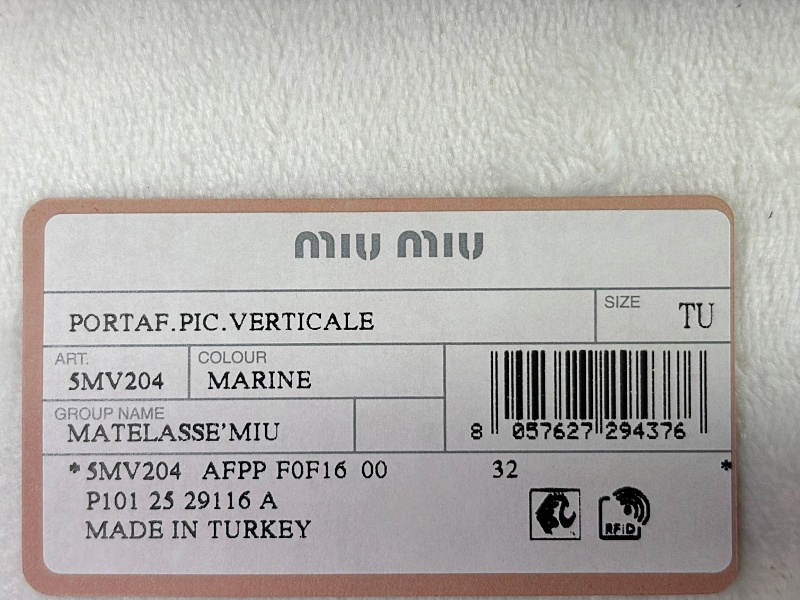 MIU MIU
PORTAF.PIC.VERTICALE
SIZE TU
ART. 5MV204
COLOUR MARINE
GROUP NAME
MATELASSE'MIU
8 057627 294376
*5MV204 AFPP F0F16 00 32 *
P101 25 29116 A
MADE IN TURKEY
RFiD